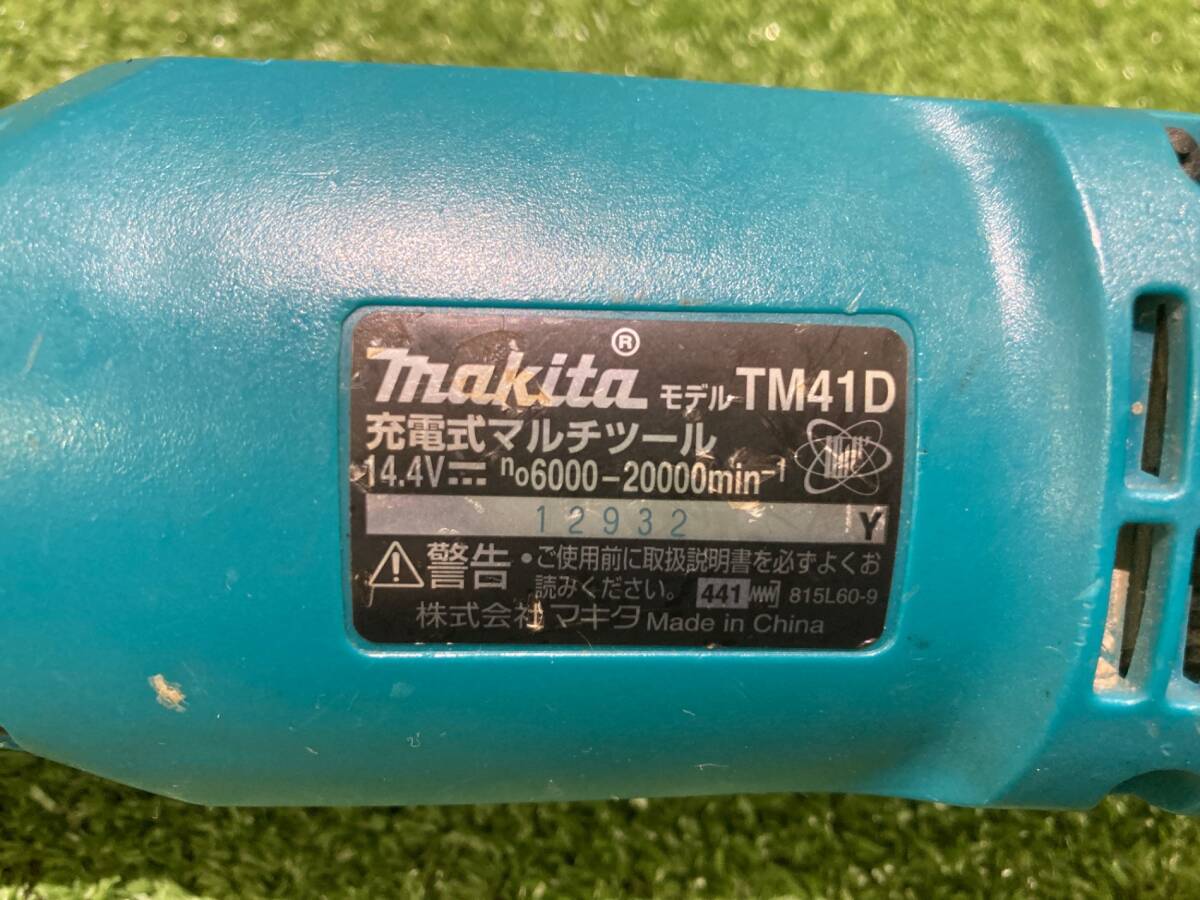 makita® モデル TM41D
充電式マルチツール
14.4V⎓ n₀6000-20000min⁻¹
12932 Y
⚠警告 •ご使用前に取扱説明書を必ずよくお
読みください。 441 815L60-9
株式会社マキタ Made in China